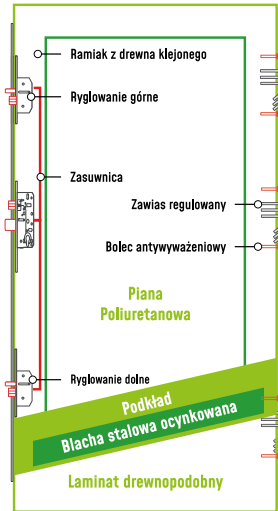 Ramiak z drewna klejonego
Ryglowanie górne
Zasuwnica
Zawias regulowany
Bolec antywyważeniowy
Piana
Poliuretanowa
Ryglowanie dolne
Podkład
Blacha stalowa ocynkowana
Laminat drewnopodobny